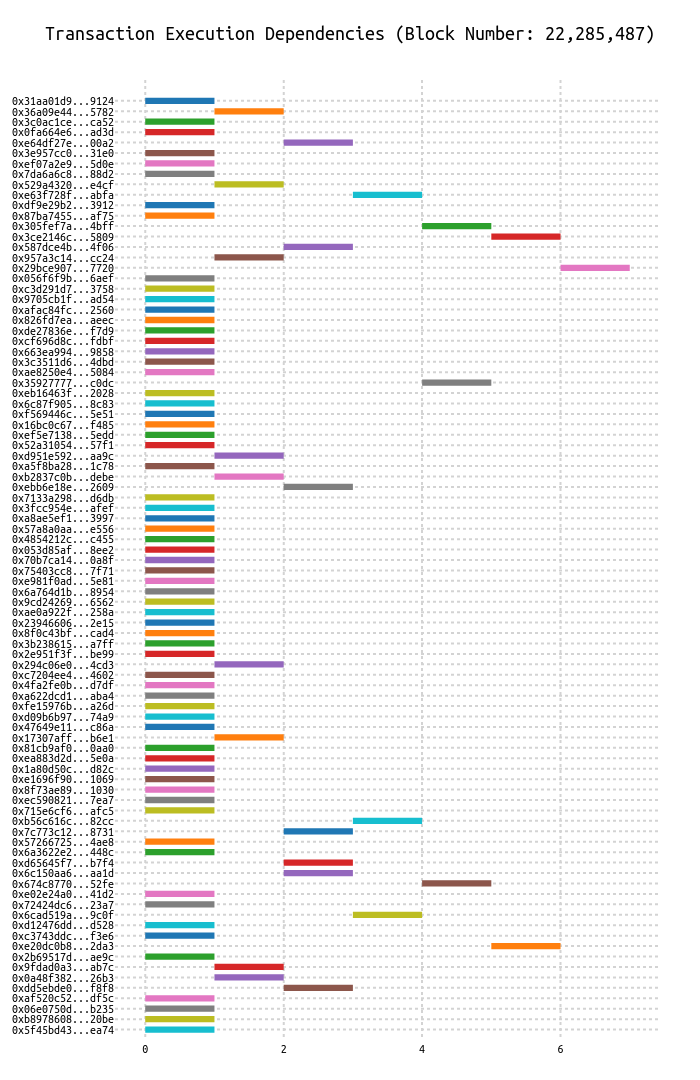 Transaction Execution Dependencies (Block Number: 22,285,487)
0x31aa01d9...9124
0x36a09e44...5782
0x3c0ac1ce...ca52
0x0fa664e6...ad3d
0xe64df27e...00a2
0x3e957cc0...31e0
0xef07a2e9...5d0e
0x7da6a6c8...88d2
0x529a4320...e4cf
0xe63f728f...abfa
0xdf9e29b2...3912
0x87ba7455...af75
0x305fef7a...4bff
0x3ce2146c...5809
0x587dce4b...4f06
0x957a3c14...cc24
0x29bce907...7720
0x056f6f9b...6aef
0xc3d291d7...3758
0x9705cb1f...ad54
0xafac84fc...2560
0x826fd7ea...aeec
0xde27836e...f7d9
0xcf696d8c...fdbf
0x663ea994...9858
0x3c3511d6...4dbd
0xae8250e4...5084
0x35927777...c0dc
0xeb16463f...2028
0x6c87f905...8c83
0xf569446c...5e51
0x16bc0c67...f485
0xef5e7138...5edd
0x52a31054...57f1
0xd951e592...aa9c
0xa5f8ba28...1c78
0xb2837c0b...debe
0xebb6e18e...2609
0x7133a298...d6db
0x3fcc954e...afef
0xa8ae5ef1...3997
0x57a8a0aa...e556
0x4854212c...c455
0x053d85af...8ee2
0x70b7ca14...0a8f
0x75403cc8...7f71
0xe981f0ad...5e81
0x6a764d1b...8954
0x9cd24269...6562
0xae0a922f...258a
0x23946606...2e15
0x8f0c43bf...cad4
0x3b238615...a7ff
0x2e951f3f...be99
0x294c06e0...4cd3
0xc7204ee4...4602
0x4fa2fe0b...d7df
0xa622dcd1...aba4
0xfe15976b...a26d
0xd09b6b97...74a9
0x47649e11...c86a
0x17307aff...b6e1
0x81cb9af0...0aa0
0xea883d2d...5e0a
0x1a80d50c...d82c
0xe1696f90...1069
0x8f73ae89...1030
0xec590821...7ea7
0x715e6cf6...afc5
0xb56c616c...82cc
0x7c773c12...8731
0x57266725...4ae8
0x6a3622e2...448c
0xd65645f7...b7f4
0x6c150aa6...aa1d
0x674c8770...52fe
0xe02e24a0...41d2
0x72424dc6...23a7
0x6cad519a...9c0f
0xd12476dd...d528
0xc3743ddc...f3e6
0xe20dc0b8...2da3
0x2b69517d...ae9c
0x9fdad0a3...ab7c
0x0a48f382...26b3
0xdd5ebde0...f8f8
0xaf520c52...df5c
0x06e0750d...b235
0xb8978608...20be
0x5f45bd43...ea74
0 2 4 6